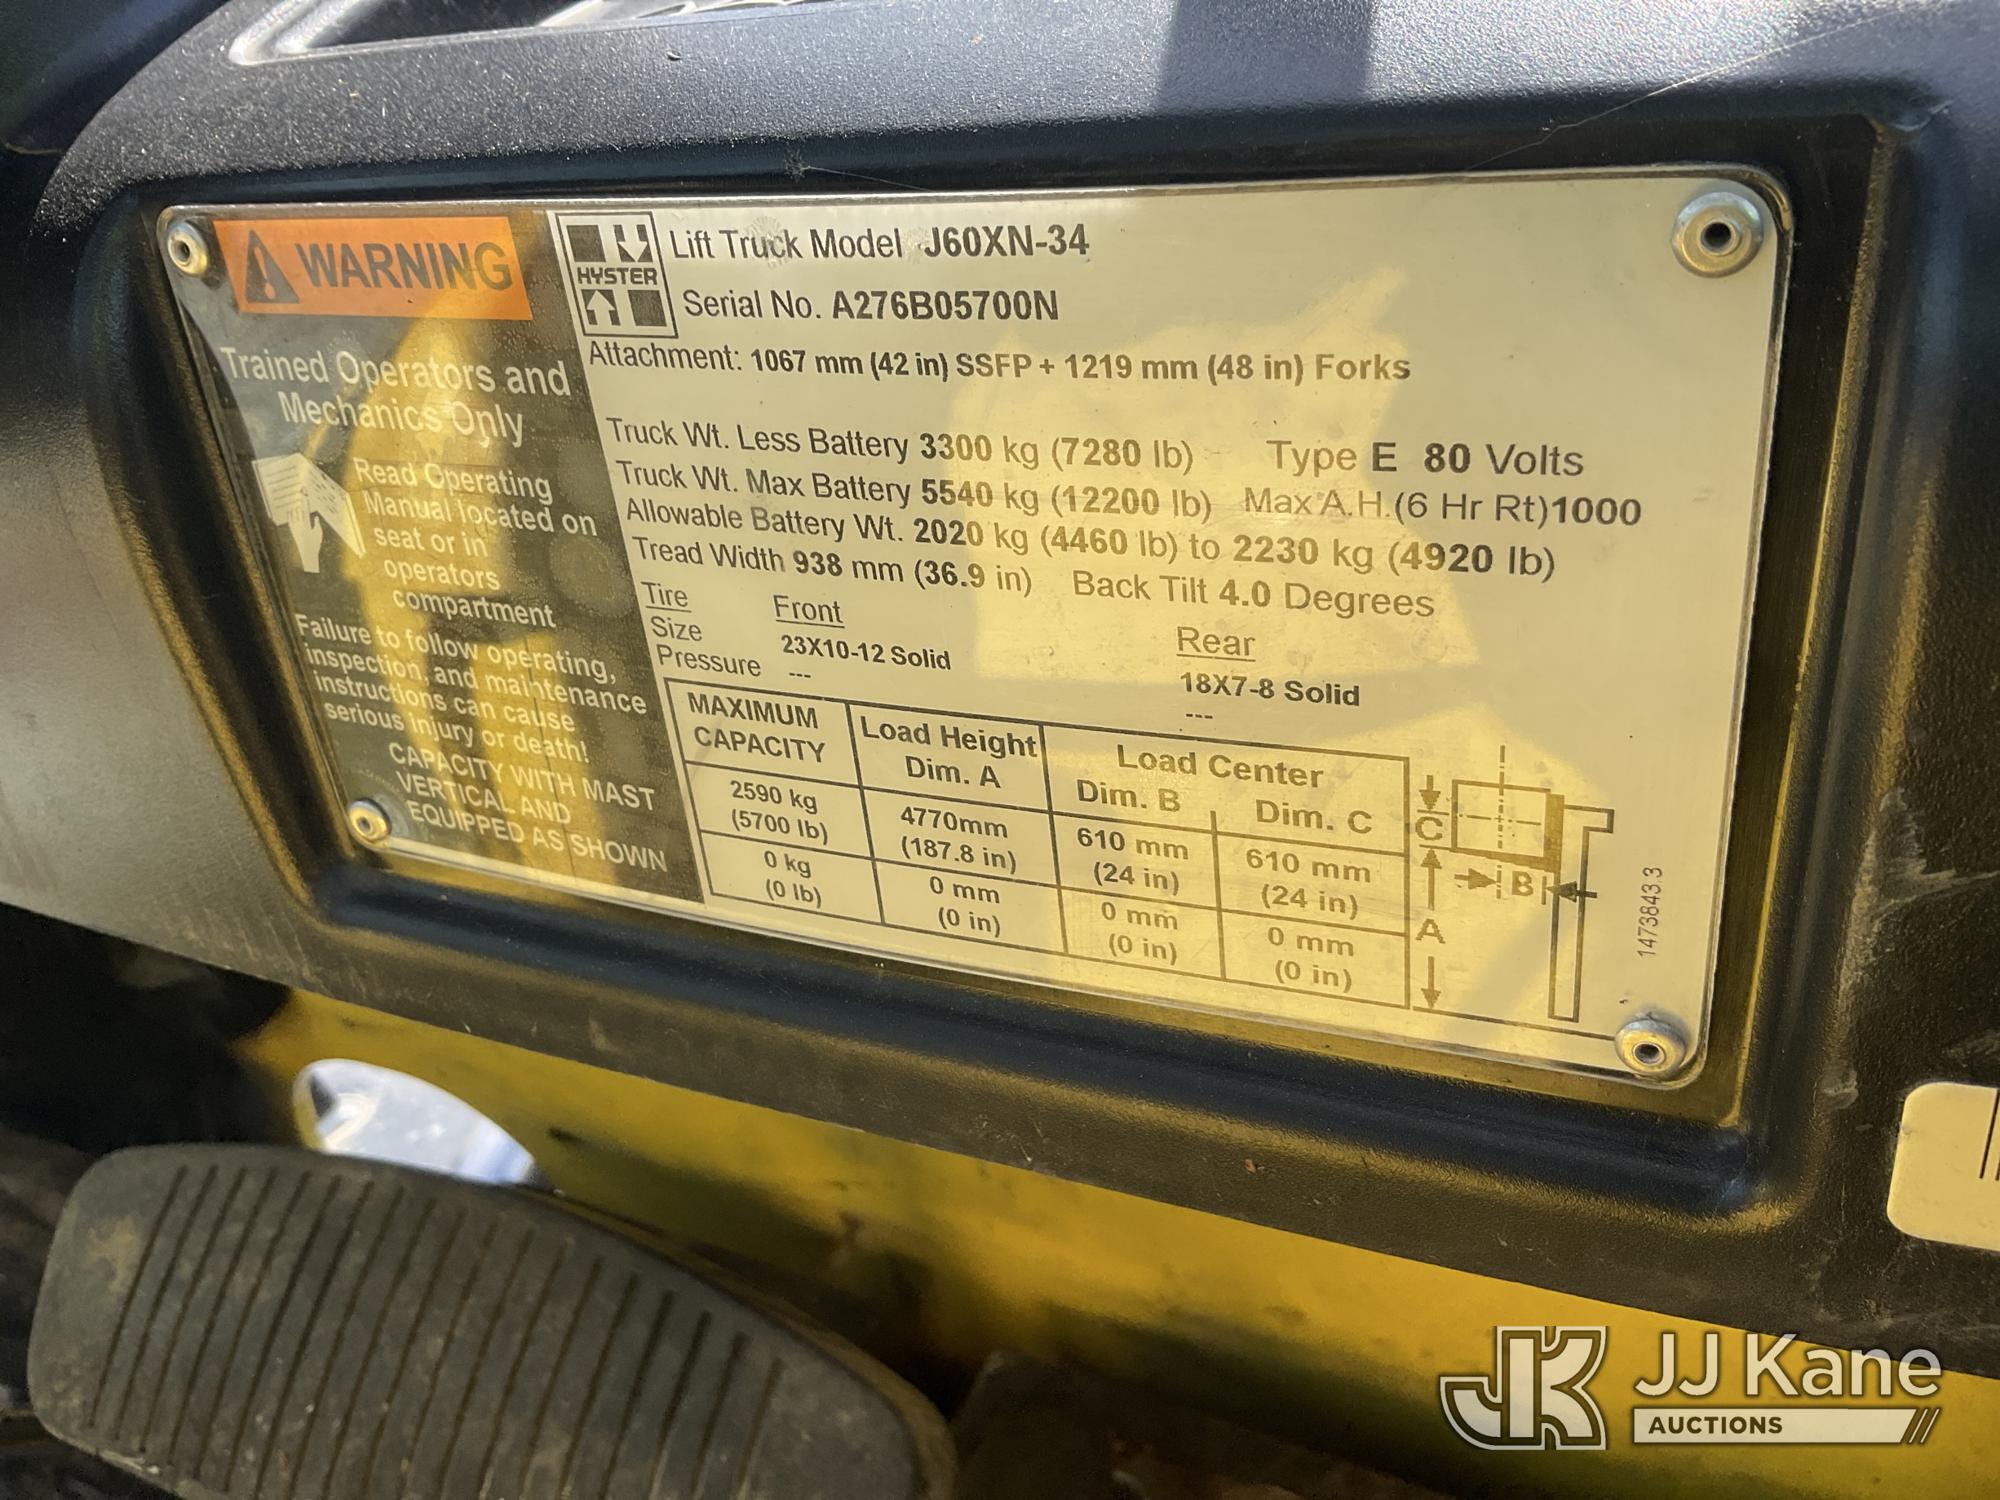 WARNING
Trained Operators and
Mechanics Only
Read Operating
Manual located on
seat or in
operators
compartment
Failure to follow operating,
inspection, and maintenance
instructions can cause
serious injury or death!
CAPACITY WITH MAST
VERTICAL AND
EQUIPPED AS SHOWN
HYSTER
Lift Truck Model J60XN-34
Serial No. A276B05700N
Attachment: 1067 mm (42 in) SSFP + 1219 mm (48 in) Forks
Truck Wt. Less Battery 3300 kg (7280 lb) Type E 80 Volts
Truck Wt. Max Battery 5540 kg (12200 lb) Max A.H.(6 Hr Rt)1000
Allowable Battery Wt. 2020 kg (4460 lb) to 2230 kg (4920 lb)
Tread Width 938 mm (36.9 in) Back Tilt 4.0 Degrees
Tire Front Rear
Size 23X10-12 Solid 18X7-8 Solid
Pressure --- ---
MAXIMUM Load Height Load Center
CAPACITY Dim. A Dim. B Dim. C
2590 kg 4770mm 610 mm 610 mm
(5700 lb) (187.8 in) (24 in) (24 in)
0 kg 0 mm 0 mm 0 mm
(0 lb) (0 in) (0 in) (0 in)
C
B
A
1473843.3
JK JJ Kane
AUCTIONS